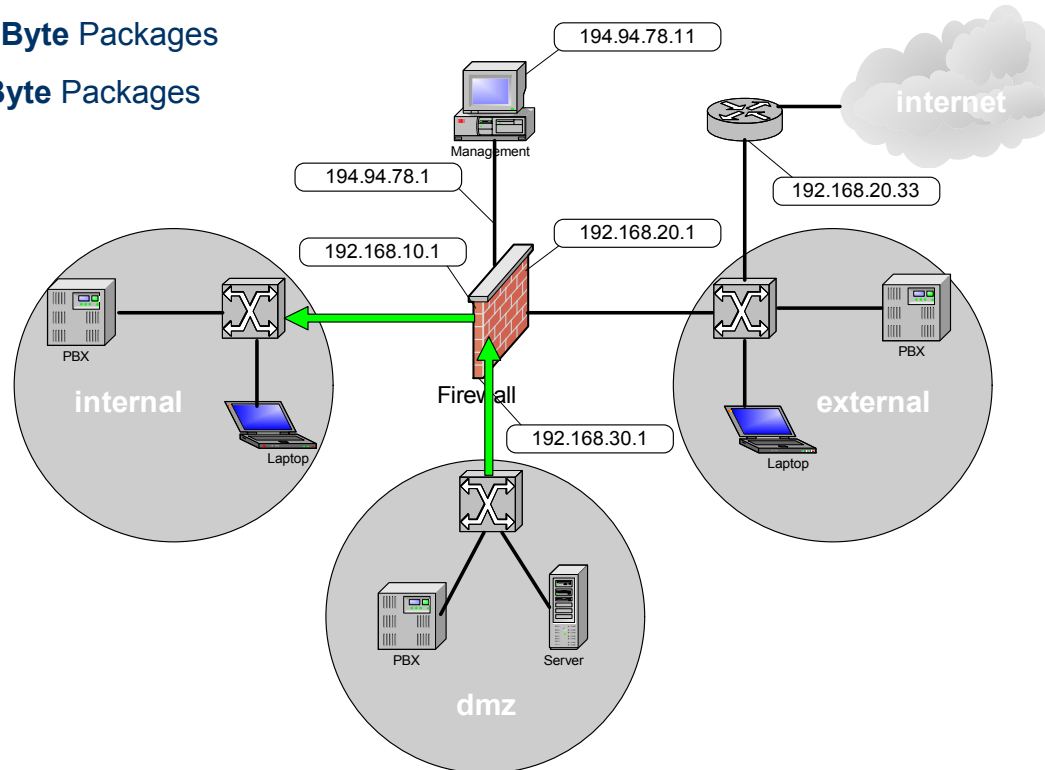 Byte Packages
Byte Packages
194.94.78.11
internet
Management
194.94.78.1
192.168.20.33
192.168.20.1
192.168.10.1
PBX
PBX
Firewall
internal
external
192.168.30.1
Laptop
Laptop
PBX
Server
dmz